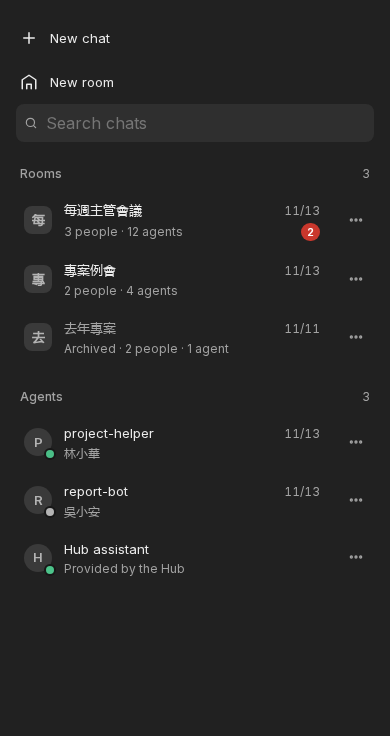 New chat
New room
Search chats
Rooms 3
每週主管會議 11/13
3 people · 12 agents 2
每
專案例會 11/13
2 people · 4 agents
專
去年專案 11/11
Archived · 2 people · 1 agent
去
Agents 3
project-helper 11/13
P
林小華
report-bot 11/13
R
吳小安
Hub assistant
H
Provided by the Hub